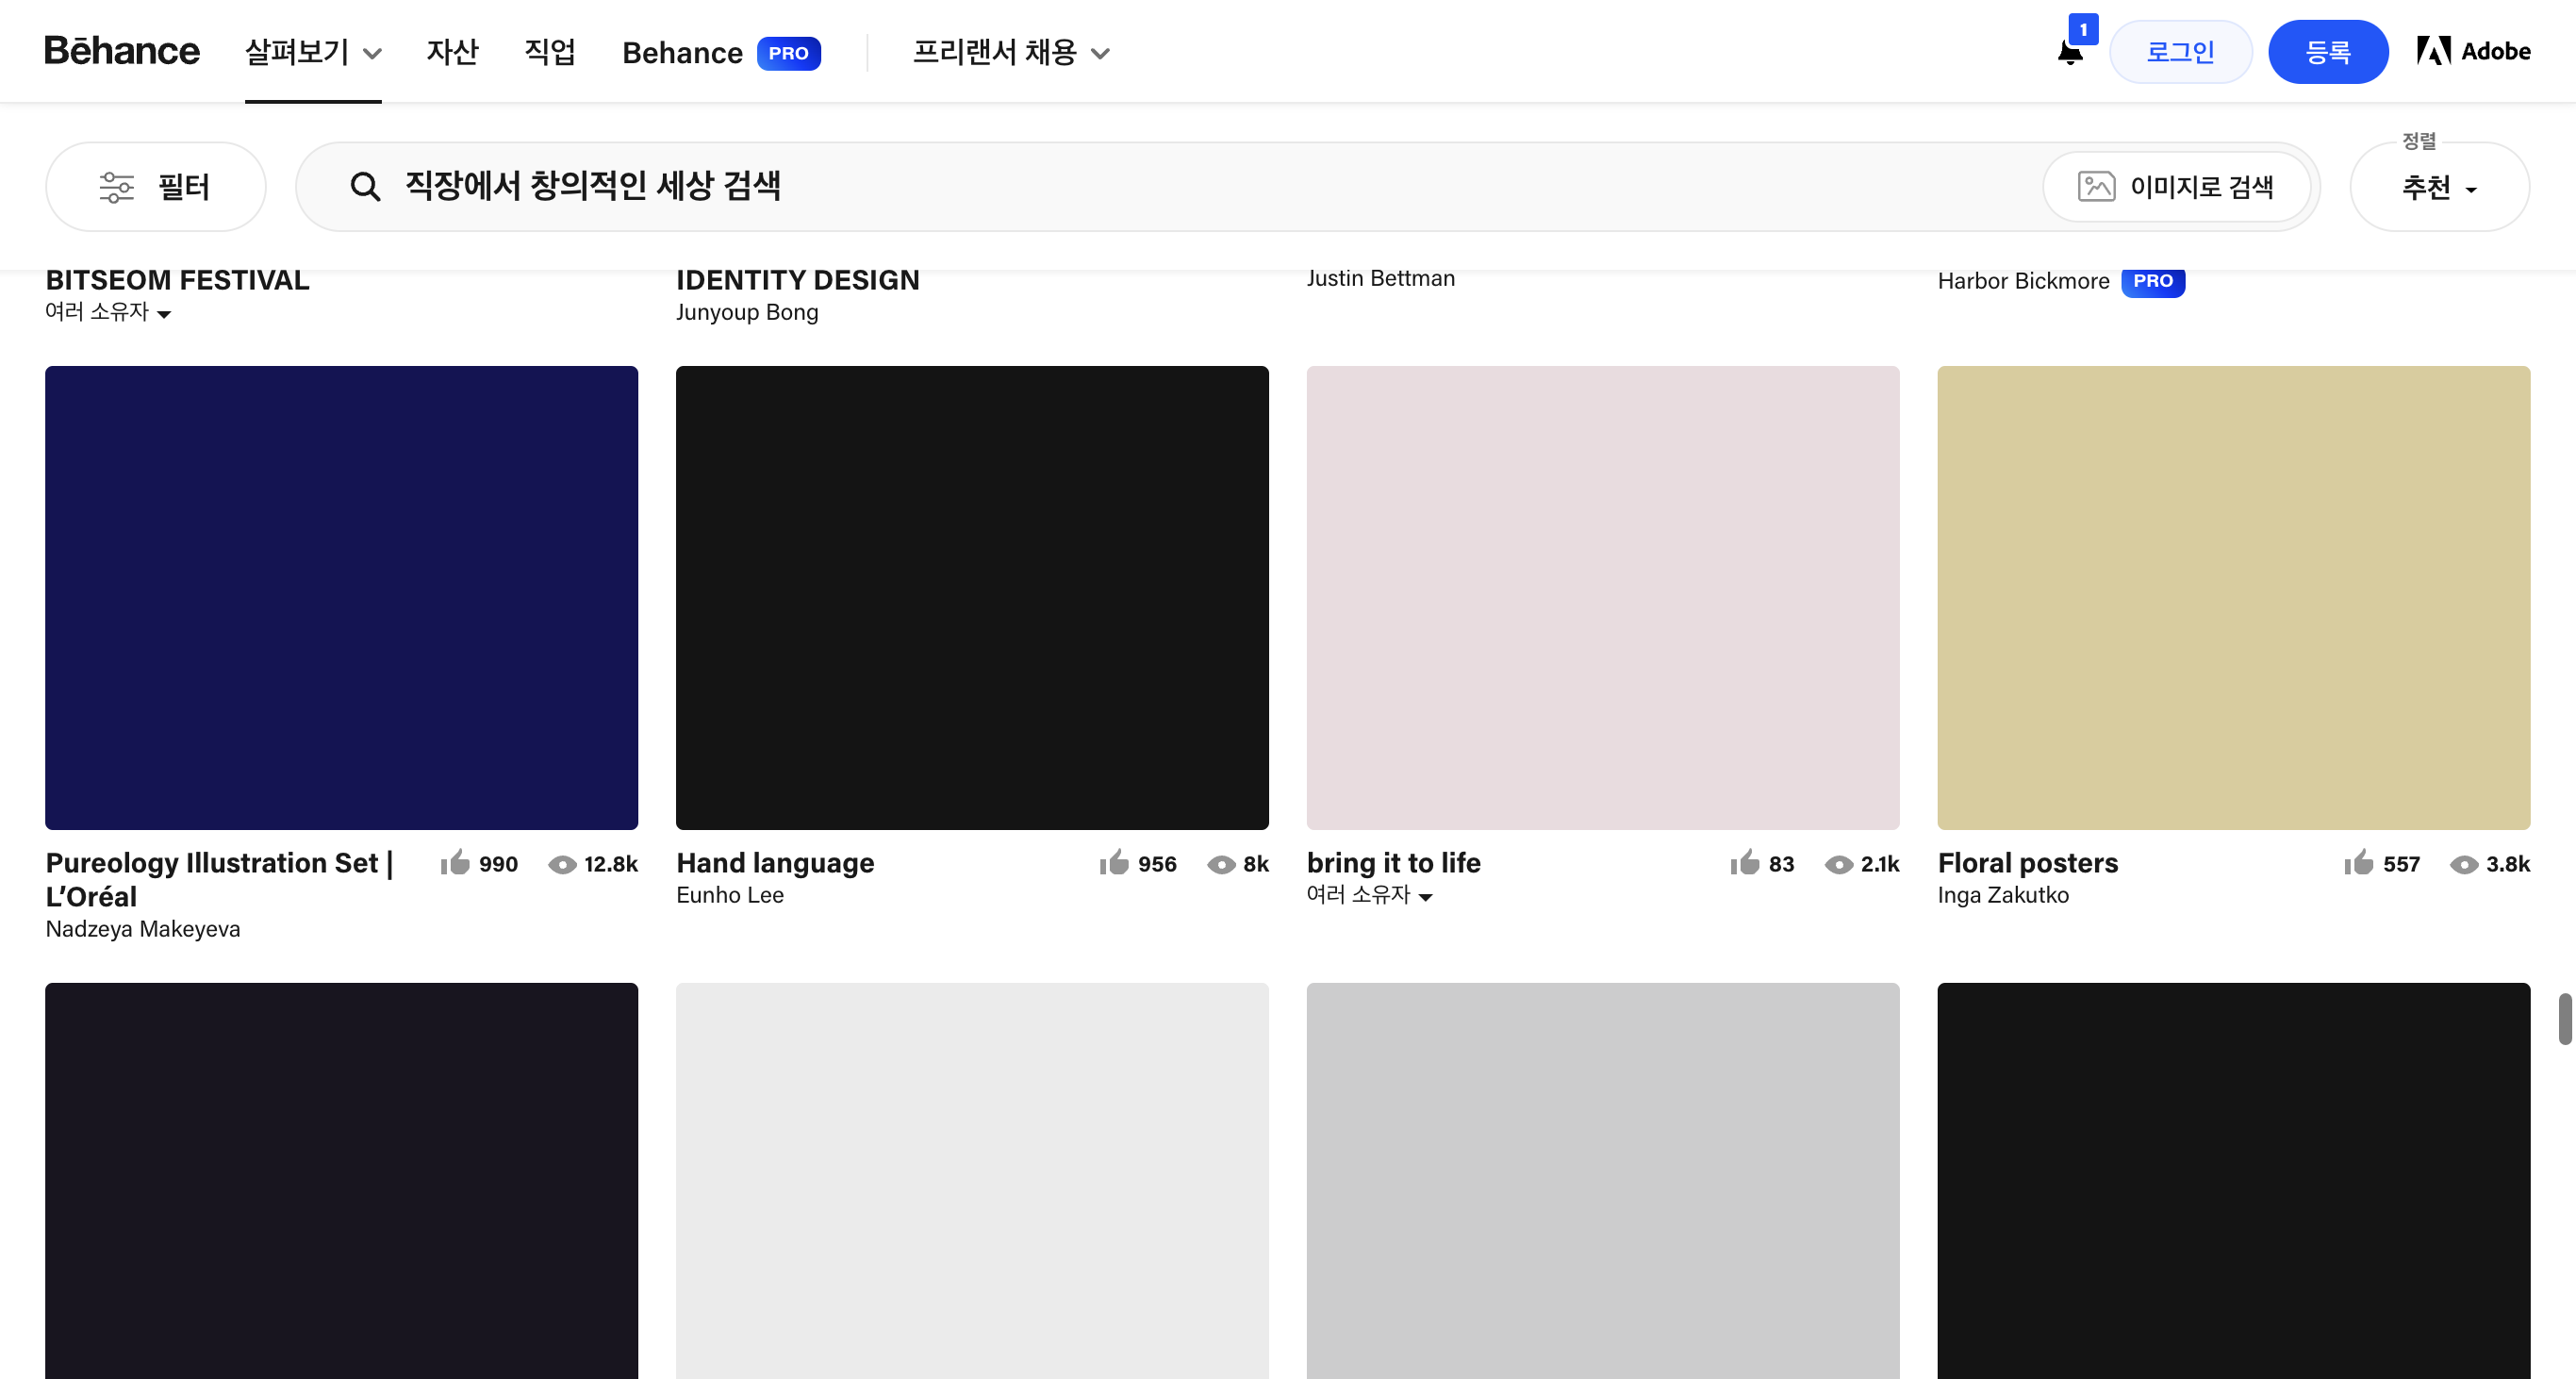 Bēhance 살펴보기 자산 직업 Behance PRO 프리랜서 채용 1 로그인 등록 Adobe
필터 직장에서 창의적인 세상 검색 이미지로 검색 정렬 추천
BITSEOM FESTIVAL
여러 소유자
IDENTITY DESIGN
Junyoup Bong
Justin Bettman
Harbor Bickmore PRO
Pureology Illustration Set | 990 12.8k
L’Oréal
Nadzeya Makeyeva
Hand language 956 8k
Eunho Lee
bring it to life 83 2.1k
여러 소유자
Floral posters 557 3.8k
Inga Zakutko